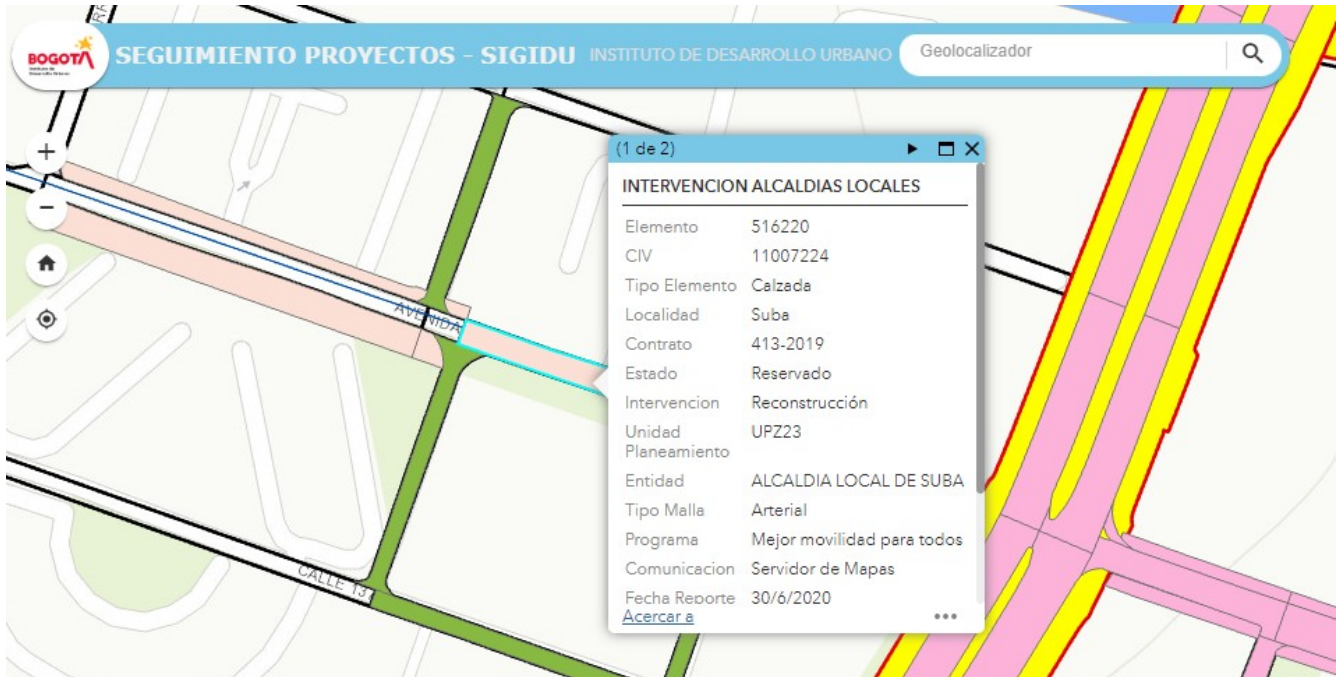 BOGOTÁ
SEGUIMIENTO PROYECTOS - SIGIDU INSTITUTO DE DESARROLLO URBANO
Geolocalizador
(1 de 2)
INTERVENCION ALCALDIAS LOCALES
Elemento 516220
CIV 11007224
Tipo Elemento Calzada
Localidad Suba
Contrato 413-2019
Estado Reservado
Intervencion Reconstrucción
Unidad UPZ23
Planeamiento
Entidad ALCALDIA LOCAL DE SUBA
Tipo Malla Arterial
Programa Mejor movilidad para todos
Comunicacion Servidor de Mapas
Fecha Reporte 30/6/2020
Acercar a
AVENIDA
CALLE 137